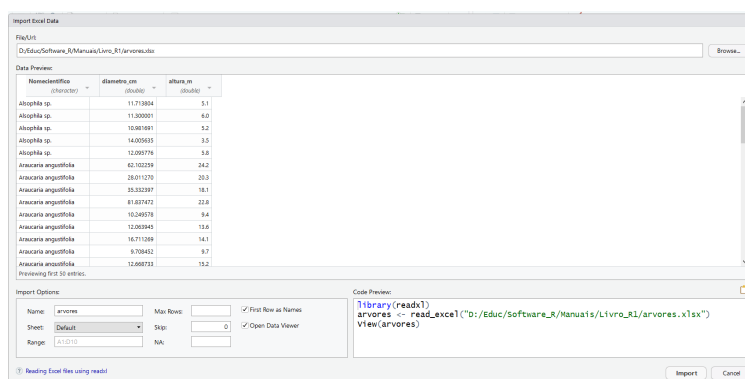 Import Excel Data
File/Url:
D:/Educ/Software_R/Manuais/Livro_R1/arvores.xlsx
Browse...
Data Preview:
Nomecientifico diametro_cm altura_m
(character) (double) (double)
Alsophila sp. 11.713804 5.1
Alsophila sp. 11.300001 6.0
Alsophila sp. 10.981691 5.2
Alsophila sp. 14.005635 3.5
Alsophila sp. 12.095776 5.8
Araucaria angustifolia 62.102259 24.2
Araucaria angustifolia 28.011270 20.3
Araucaria angustifolia 35.332397 18.1
Araucaria angustifolia 81.837472 22.8
Araucaria angustifolia 10.249578 9.4
Araucaria angustifolia 12.063945 13.6
Araucaria angustifolia 16.711269 14.1
Araucaria angustifolia 9.708452 9.7
Araucaria angustifolia 12.668733 15.2
Previewing first 50 entries.
Import Options:
Name: arvores Max Rows: First Row as Names
Sheet: Default Skip: 0 Open Data Viewer
Range: A1:D10 NA:
Code Preview:
library(readxl)
arvores <- read_excel("D:/Educ/Software_R/Manuais/Livro_R1/arvores.xlsx")
View(arvores)
? Reading Excel files using readxl
Import Cancel